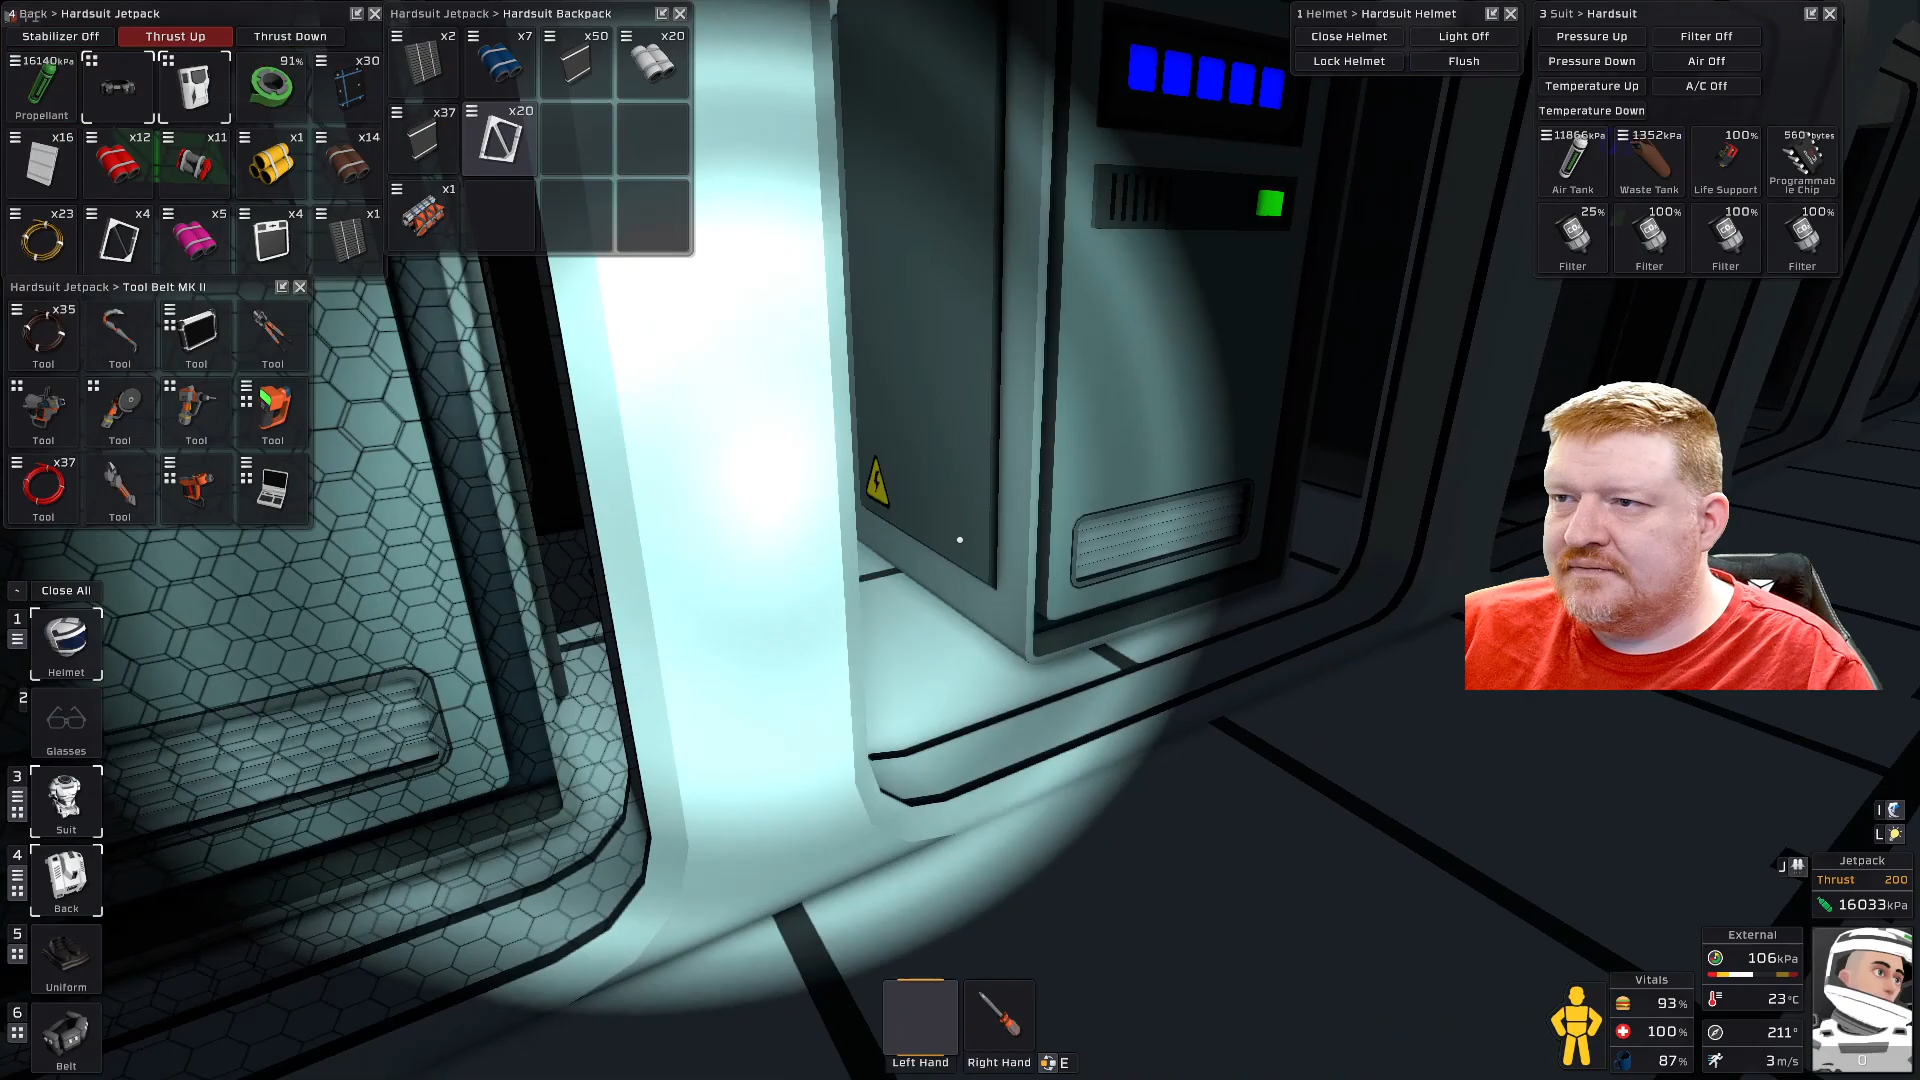 4 Back > Hardsuit Jetpack
Stabilizer Off
Thrust Up
Thrust Down
16140kPa
91%
x30
Propellant
x16
x12
x11
x1
x14
x23
x4
x5
x4
x1
Hardsuit Jetpack > Hardsuit Backpack
x2
x7
x50
x20
x37
x20
x1
Hardsuit Jetpack > Tool Belt MK II
x35
Tool
Tool
Tool
Tool
Tool
Tool
Tool
Tool
x37
Tool
Tool
1 Helmet > Hardsuit Helmet
Close Helmet
Light Off
Lock Helmet
Flush
3 Suit > Hardsuit
Pressure Up
Filter Off
Pressure Down
Air Off
Temperature Up
A/C Off
Temperature Down
11866kPa
1352kPa
100%
560 bytes
Air Tank
Waste Tank
Life Support
Programmab
le Chip
25%
100%
100%
100%
Filter
Filter
Filter
Filter
~
Close All
1
Helmet
2
Glasses
3
Suit
4
Back
5
Uniform
6
Belt
Left Hand
Right Hand
E
I
L
J
Jetpack
Thrust 200
16033kPa
External
106kPa
23°C
211°
3m/s
Vitals
93%
100%
87%
0